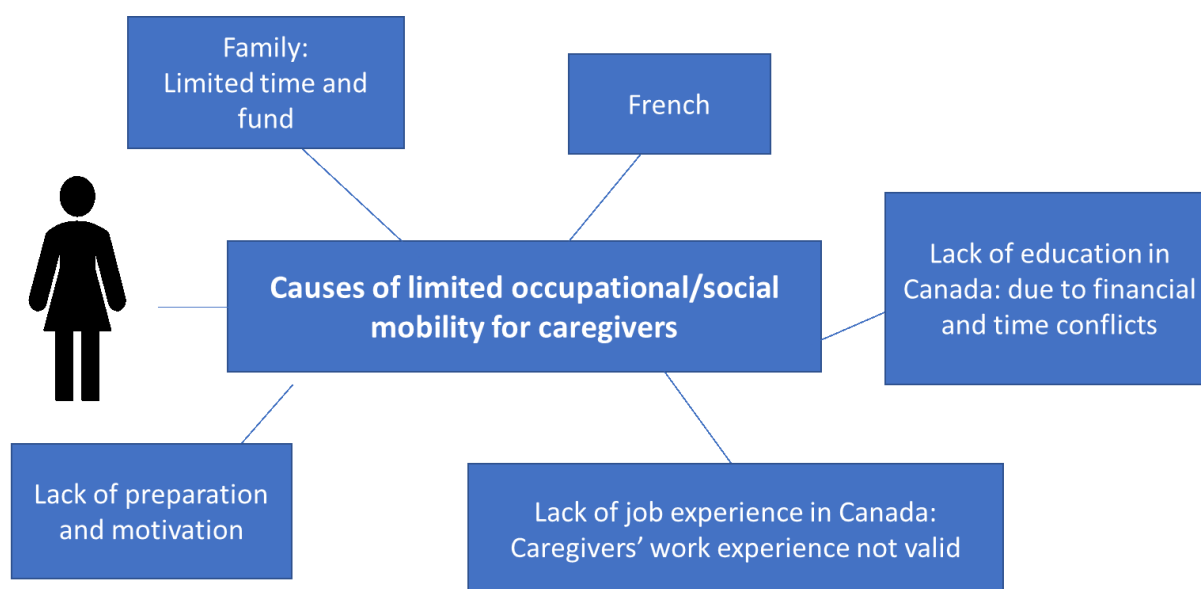 Family:
Limited time and
fund
French
Causes of limited occupational/social
mobility for caregivers
Lack of education in
Canada: due to financial
and time conflicts
Lack of preparation
and motivation
Lack of job experience in Canada:
Caregivers’ work experience not valid